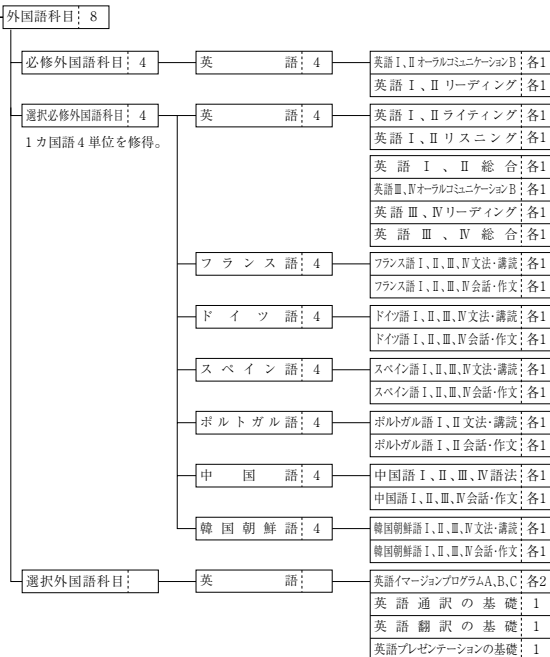 外国語科目 8
必修外国語科目 4
英語 4
英語Ⅰ、Ⅱオーラルコミュニケーション B 各1
英語Ⅰ、Ⅱリーディング 各1
選択必修外国語科目 4
1カ国語4単位を修得。
英語 4
英語Ⅰ、Ⅱライティング 各1
英語Ⅰ、Ⅱリスニング 各1
英語Ⅰ、Ⅱ総合 各1
英語Ⅲ、Ⅳオーラルコミュニケーション B 各1
英語Ⅲ、Ⅳリーディング 各1
英語Ⅲ、Ⅳ総合 各1
フランス語 4
フランス語Ⅰ、Ⅱ、Ⅲ、Ⅳ文法・講読 各1
フランス語Ⅰ、Ⅱ、Ⅲ、Ⅳ会話・作文 各1
ドイツ語 4
ドイツ語Ⅰ、Ⅱ、Ⅲ、Ⅳ文法・講読 各1
ドイツ語Ⅰ、Ⅱ、Ⅲ、Ⅳ会話・作文 各1
スペイン語 4
スペイン語Ⅰ、Ⅱ、Ⅲ、Ⅳ文法・講読 各1
スペイン語Ⅰ、Ⅱ、Ⅲ、Ⅳ会話・作文 各1
ポルトガル語 4
ポルトガル語Ⅰ、Ⅱ文法・講読 各1
ポルトガル語Ⅰ、Ⅱ会話・作文 各1
中国語 4
中国語Ⅰ、Ⅱ、Ⅲ、Ⅳ語法 各1
中国語Ⅰ、Ⅱ、Ⅲ、Ⅳ会話・作文 各1
韓国朝鮮語 4
韓国朝鮮語Ⅰ、Ⅱ、Ⅲ、Ⅳ文法・講読 各1
韓国朝鮮語Ⅰ、Ⅱ、Ⅲ、Ⅳ会話・作文 各1
選択外国語科目
英語
英語イマージョンプログラムA、B、C 各2
英語通訳の基礎 1
英語翻訳の基礎 1
英語プレゼンテーションの基礎 1